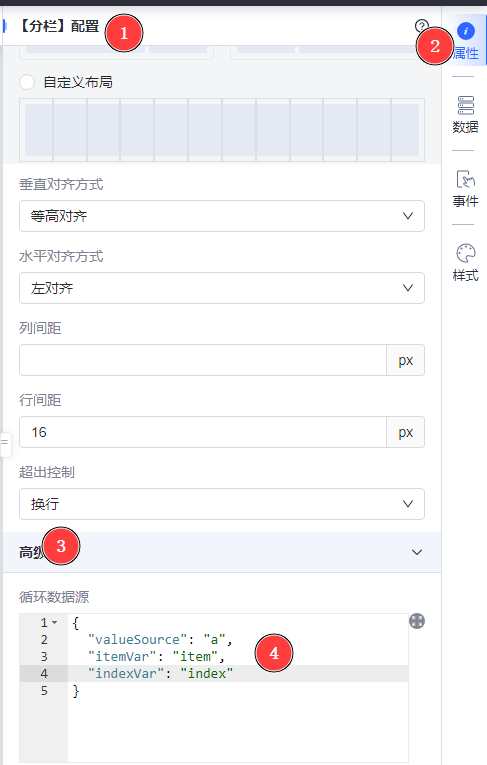 【分栏】配置
1
2
属性
自定义布局
数据
垂直对齐方式
等高对齐
事件
水平对齐方式
左对齐
样式
列间距
px
行间距
16
px
超出控制
换行
高级
3
循环数据源
1 {
2 "valueSource": "a",
3 "itemVar": "item",
4 "indexVar": "index"
5 }
4